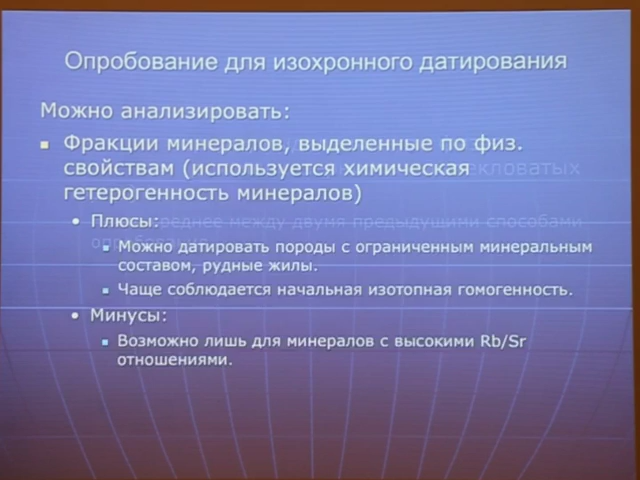 Опробование для изохронного датирования
Можно анализировать:
Фракции минералов, выделенные по физ.
свойствам (используется химическая
гетерогенность минералов)
Плюсы:
Можно датировать породы с ограниченным минеральным
составом, рудные жилы.
Чаще соблюдается начальная изотопная гомогенность.
Минусы:
Возможно лишь для минералов с высокими Rb/Sr
отношениями.